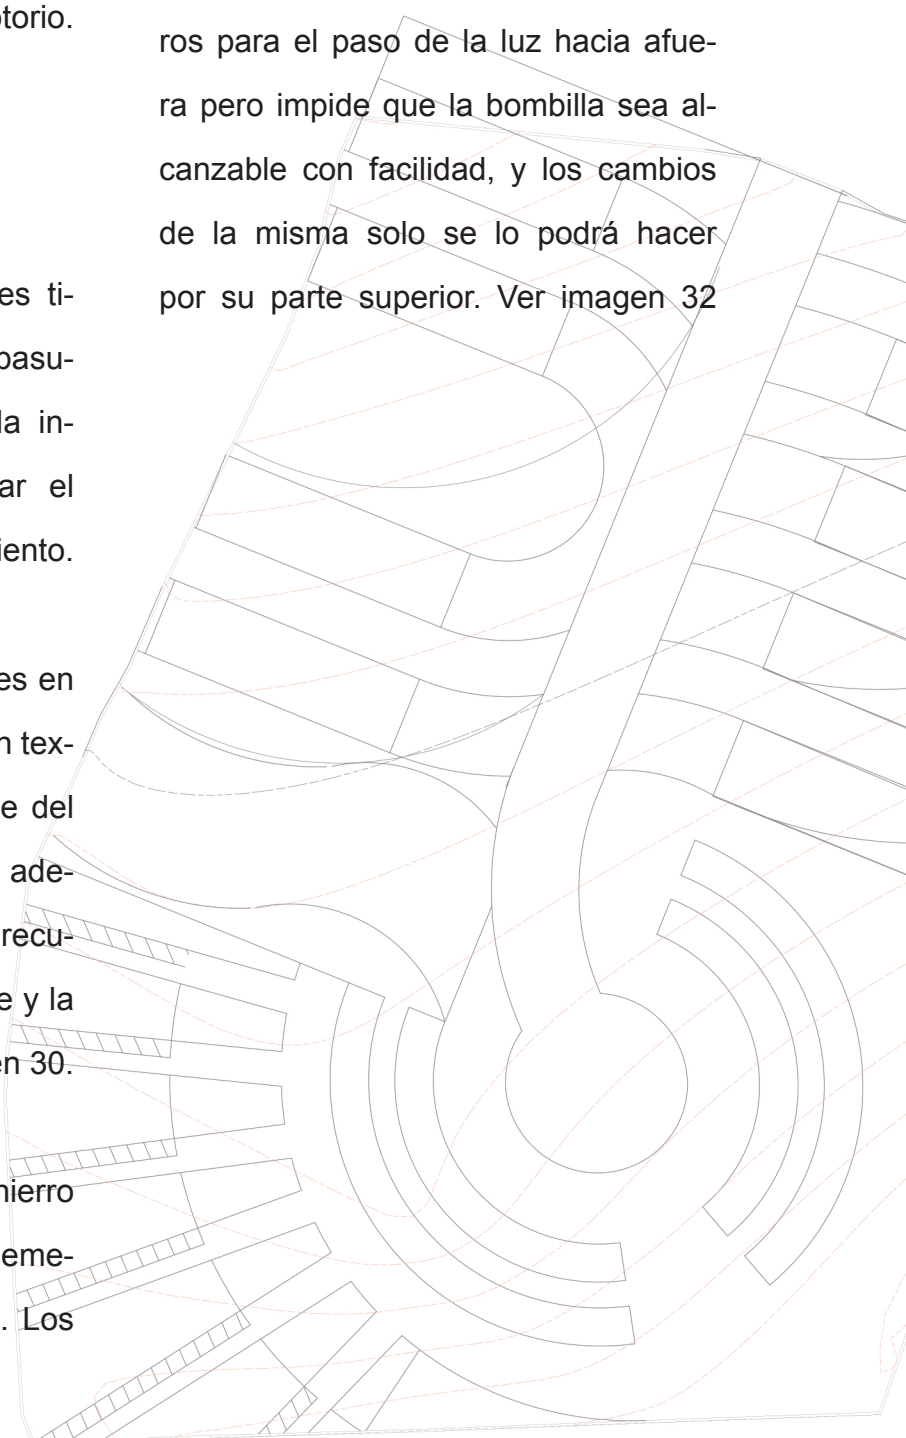 otorio.
es ti-
basu-
la in-
ar el
iento.
es en
n tex-
e del
ade-
recu-
e y la
en 30.
hierro
eme-
. Los
ros para el paso de la luz hacia afue-
ra pero impide que la bombilla sea al-
canzable con facilidad, y los cambios
de la misma solo se lo podrá hacer
por su parte superior. Ver imagen 32